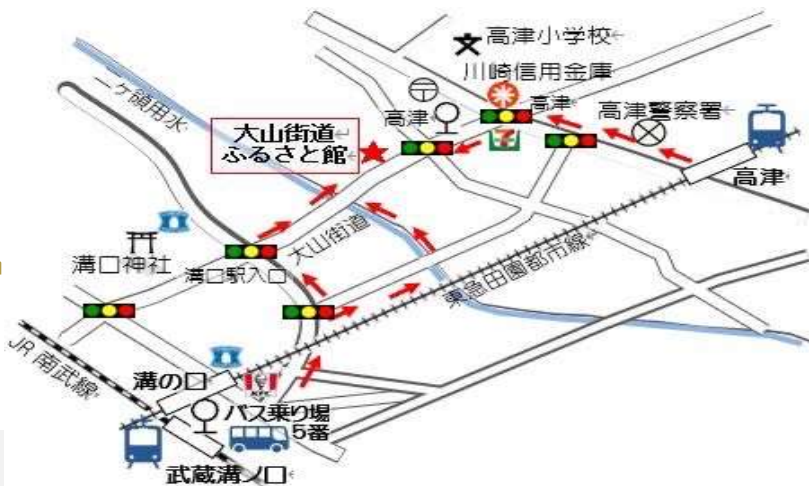 高津小学校
川崎信用金庫
高津
高津
高津警察署
二ヶ領用水
大山街道
ふるさと館
高津
大山街道
溝口神社
溝口駅入口
東急田園都市線
JR 南武線
溝の口
KFC
バス乗り場
5番
武蔵溝ノ口